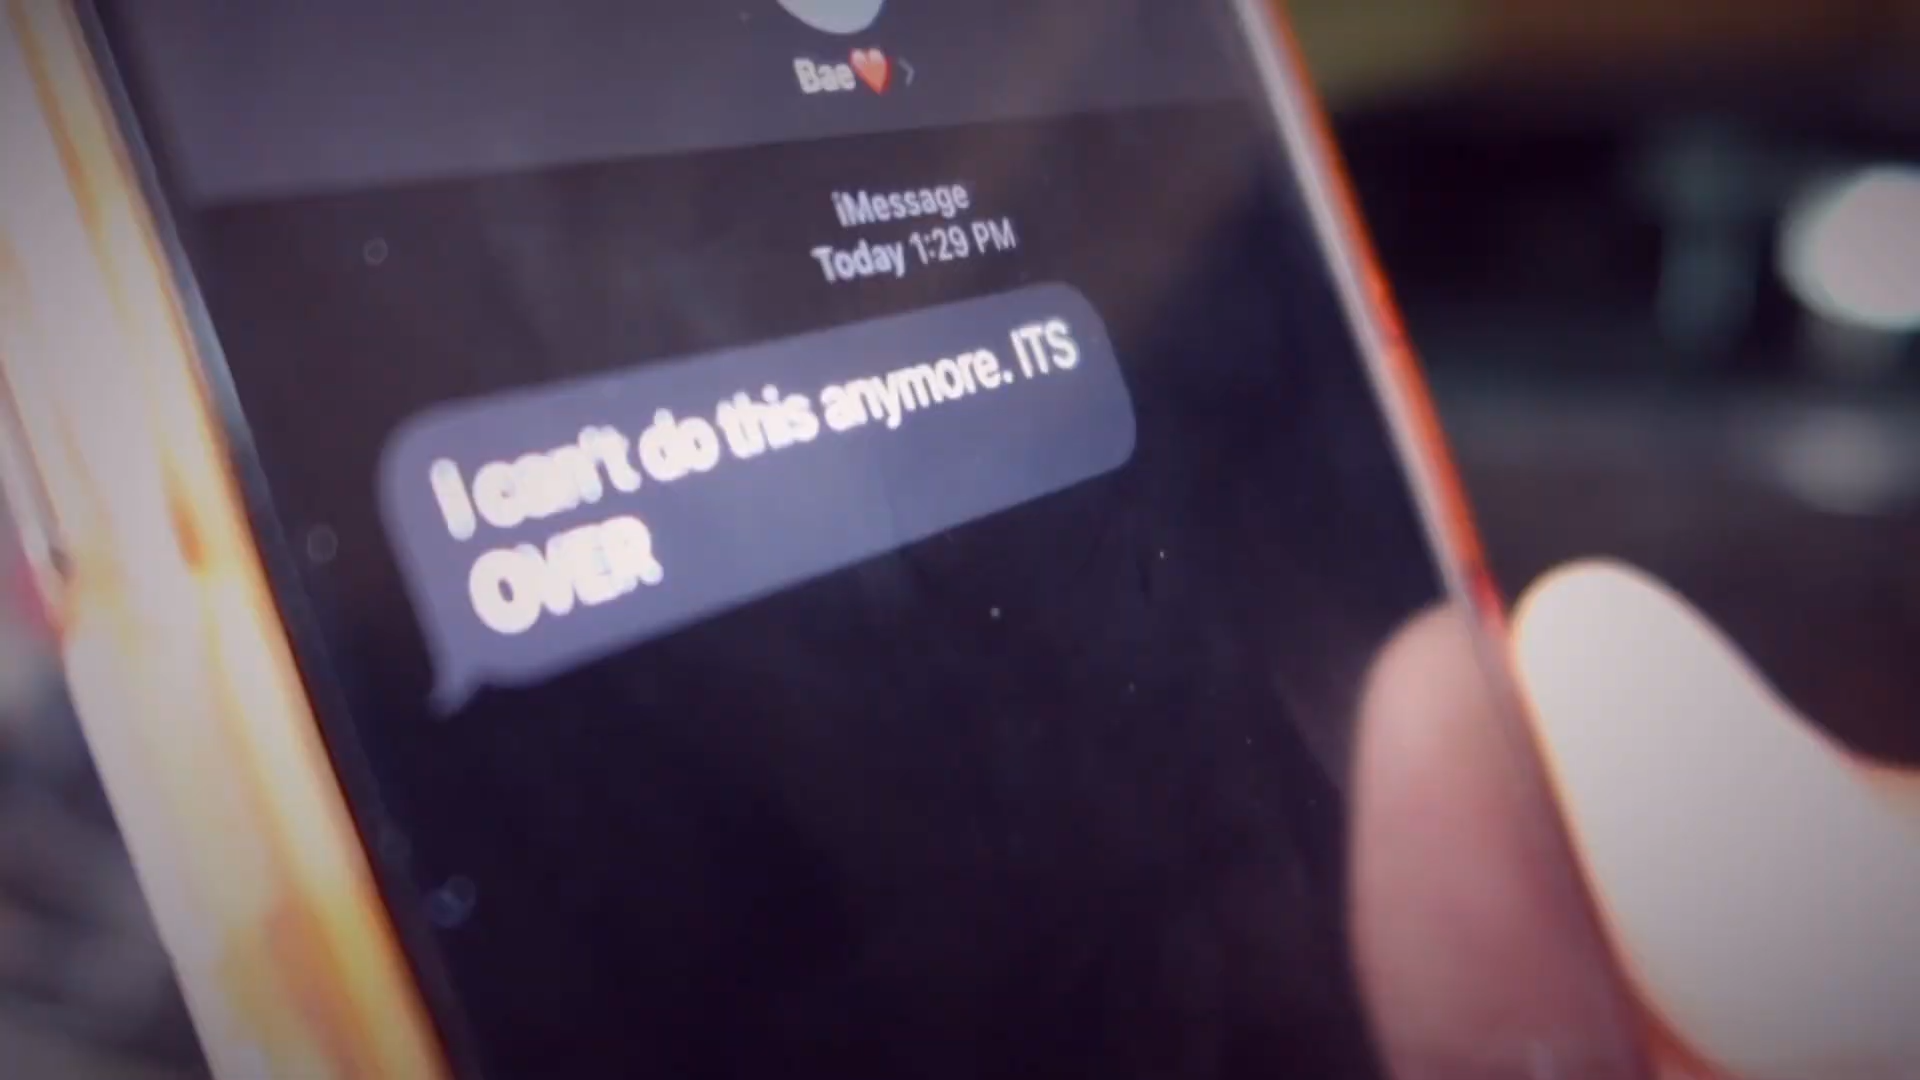 Bae❤️ >
iMessage
Today 1:29 PM
I can't do this anymore. ITS
OVER